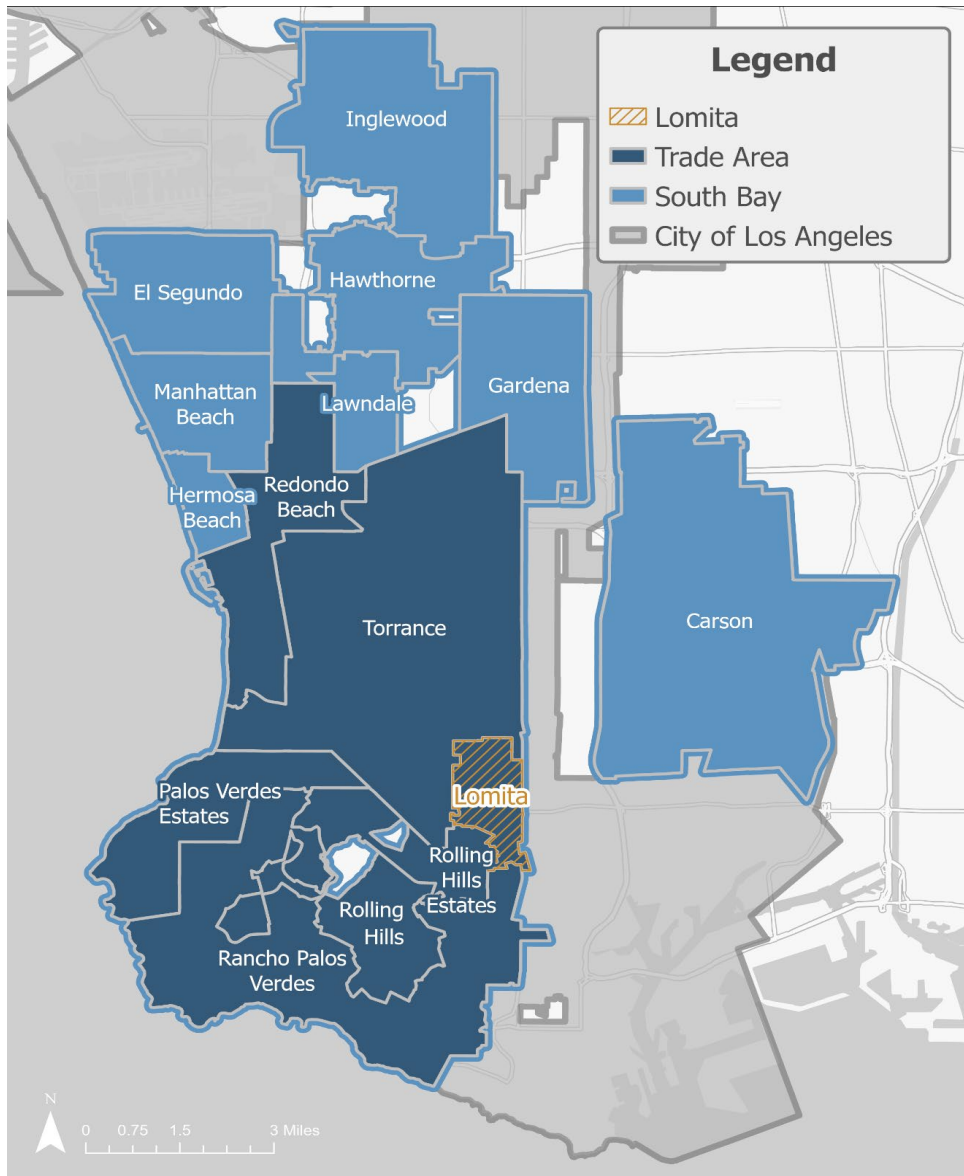 Legend
Lomita
Trade Area
South Bay
City of Los Angeles
Inglewood
Hawthorne
El Segundo
Manhattan
Beach
Lawndale
Gardena
Hermosa
Beach
Redondo
Beach
Torrance
Carson
Palos Verdes
Estates
Lomita
Rolling
Hills
Estates
Rolling
Hills
Rancho Palos
Verdes
N
0 0.75 1.5 3 Miles